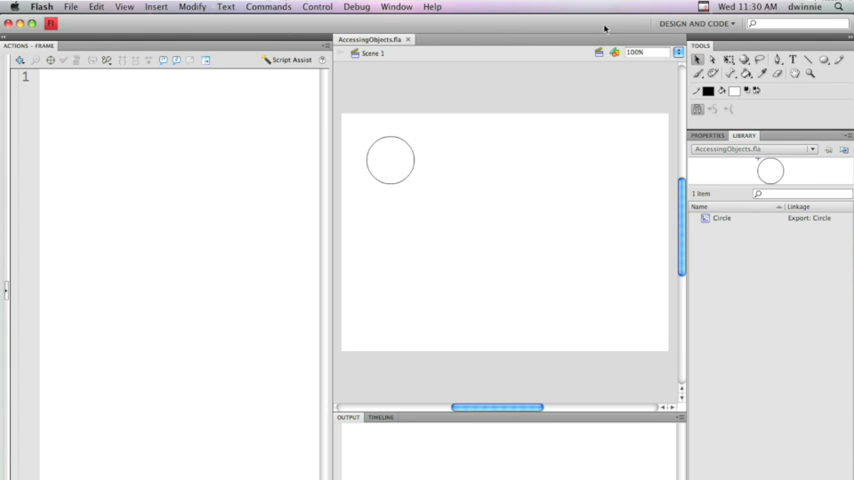 Flash File Edit View Insert Modify Text Commands Control Debug Window Help Wed 11:30 AM dwinnie
Fl DESIGN AND CODE
ACTIONS - FRAME AccessingObjects.fla TOOLS
Scene 1 100%
Script Assist
1
PROPERTIES LIBRARY
AccessingObjects.fla
1 item
Name Linkage
Circle Export: Circle
OUTPUT TIMELINE